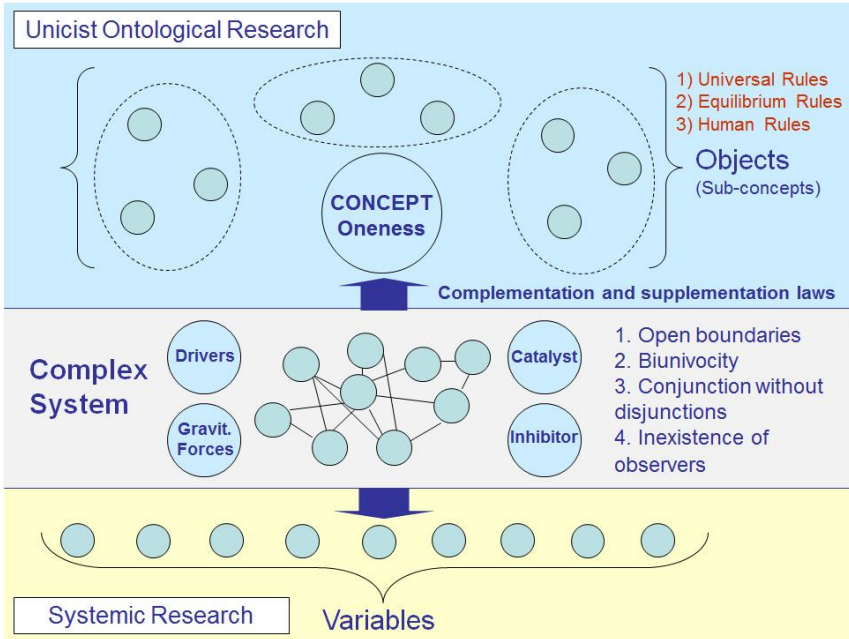 Unicist Ontological Research
1) Universal Rules
2) Equilibrium Rules
3) Human Rules
Objects
(Sub-concepts)
CONCEPT
Oneness
Complementation and supplementation laws
Complex
System
Drivers
Gravit.
Forces
Catalyst
Inhibitor
1. Open boundaries
2. Biunivocity
3. Conjunction without
disjunctions
4. Inexistence of
observers
Systemic Research
Variables